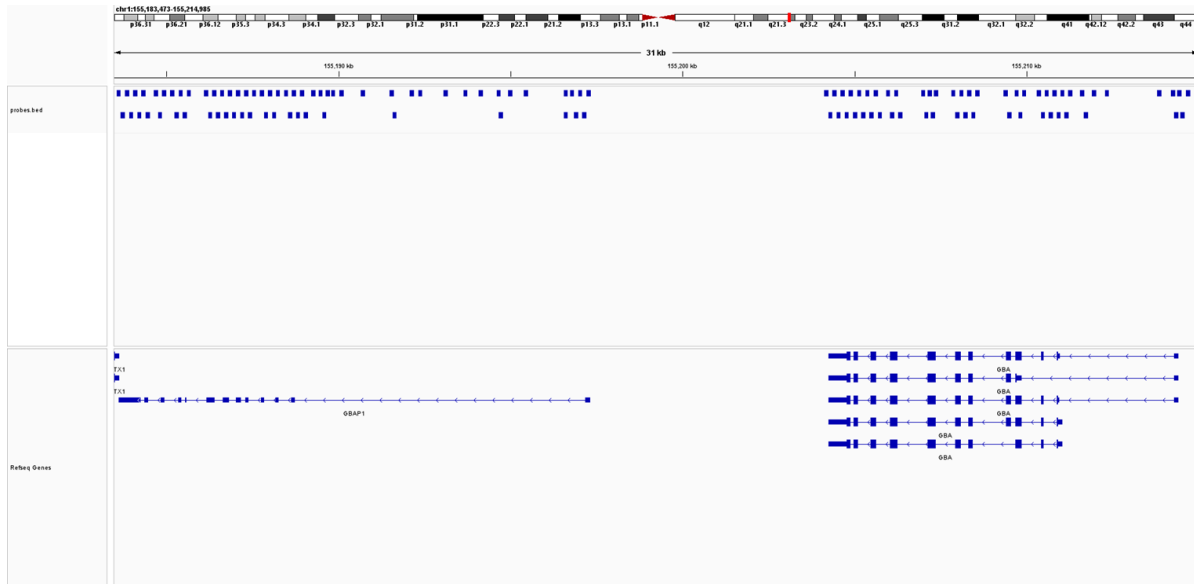 chr1:155,183,473-155,214,985
p36.31 p36.21 p36.12 p35.3 p34.3 p34.1 p32.3 p32.1 p31.2 p31.1 p22.3 p22.1 p21.2 p13.3 p13.1 p11.1 q12 q21.1 q21.3 q23.2 q24.1 q25.1 q25.3 q31.2 q32.1 q32.2 q41 q42.12 q42.2 q43 q44
31 kb
155,190 kb 155,200 kb 155,210 kb
probes.bed
TX1 GBA
TX1 GBA
GBAP1 GBA
GBA
GBA
Refseq Genes